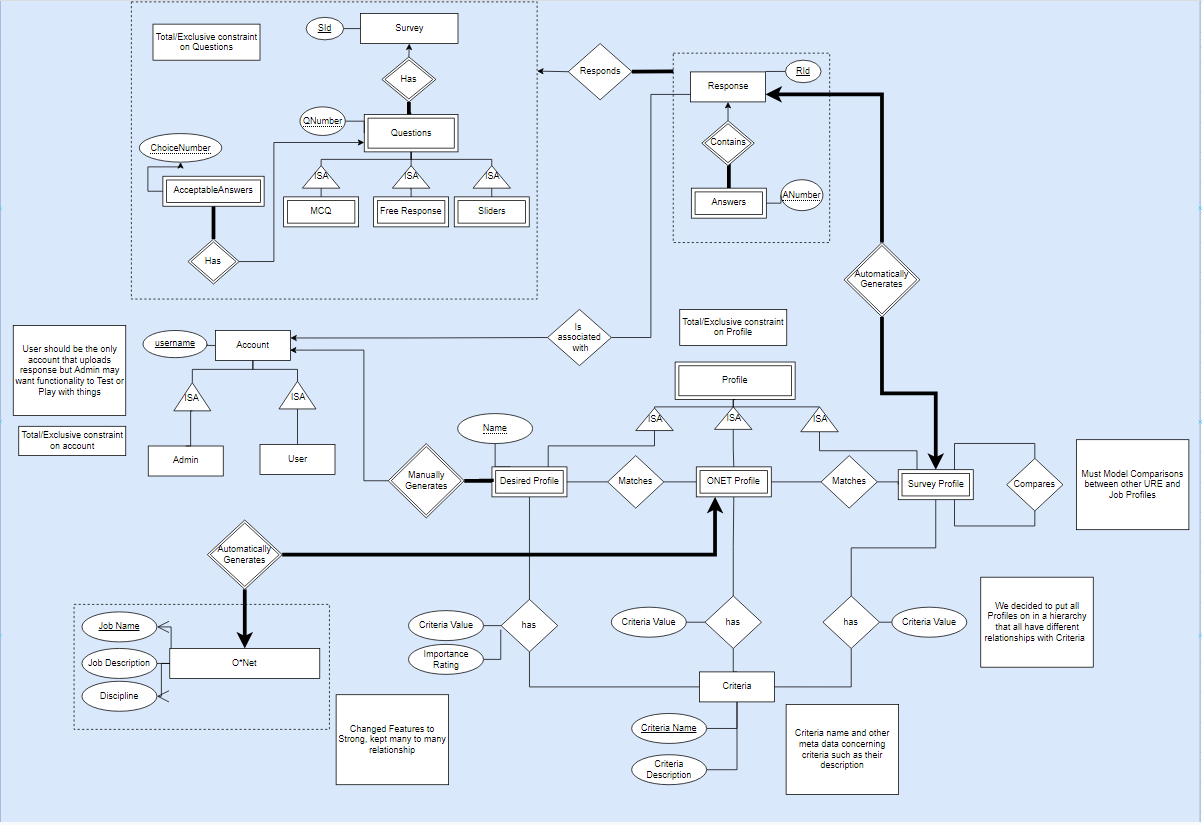 Total/Exclusive constraint
on Questions
SId
Survey
Has
QNumber
Questions
ChoiceNumber
AcceptableAnswers
ISA
ISA
ISA
MCQ
Free Response
Sliders
Has
Responds
Response
RId
Contains
Answers
ANumber
Automatically
Generates
User should be the only
account that uploads
response but Admin may
want functionality to Test or
Play with things
Total/Exclusive constraint
on account
username
Account
ISA
ISA
Admin
User
Is
associated
with
Total/Exclusive constraint
on Profile
Profile
ISA
ISA
ISA
Name
Manually
Generates
Desired Profile
Matches
ONET Profile
Matches
Survey Profile
Compares
Must Model Comparisons
between other URE and
Job Profiles
Automatically
Generates
Job Name
Job Description
Discipline
O*Net
Criteria Value
Importance
Rating
has
Criteria Value
has
has
Criteria Value
We decided to put all
Profiles on in a hierarchy
that all have different
relationships with Criteria
Criteria
Criteria Name
Criteria
Description
Changed Features to
Strong, kept many to many
relationship
Criteria name and other
meta data concerning
criteria such as their
description